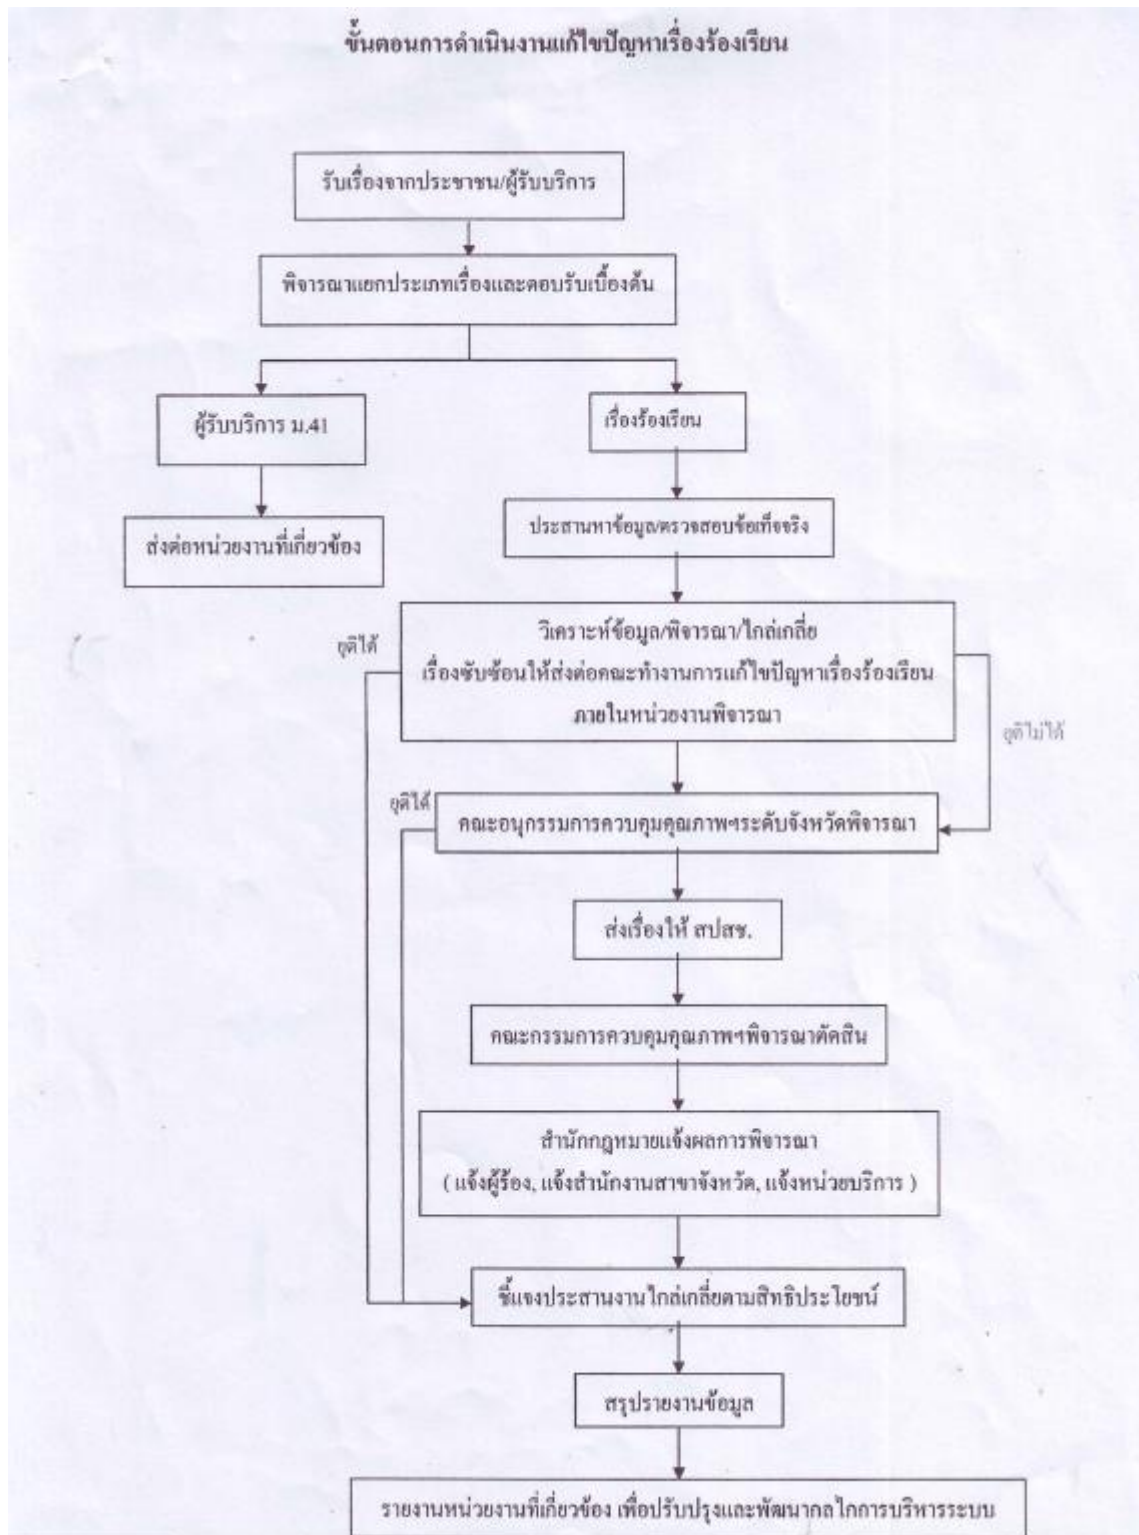 ขั้นตอนการดำเนินงานแก้ไขปัญหาเรื่องร้องเรียน
รับเรื่องจากประชาชน/ผู้รับบริการ
พิจารณาแยกประเภทเรื่องและตอบรับเบื้องต้น
ผู้รับบริการ ม.41
เรื่องร้องเรียน
ส่งต่อหน่วยงานที่เกี่ยวข้อง
ประสานหาข้อมูล/ตรวจสอบข้อเท็จจริง
ยุติได้
วิเคราะห์ข้อมูล/พิจารณา/ไกล่เกลี่ย
เรื่องซับซ้อนให้ส่งต่อคณะทำงานการแก้ไขปัญหาเรื่องร้องเรียน
ภายในหน่วยงานพิจารณา
ยุติไม่ได้
ยุติได้
คณะอนุกรรมการควบคุมคุณภาพฯระดับจังหวัดพิจารณา
ส่งเรื่องให้ สปสช.
คณะกรรมการควบคุมคุณภาพฯพิจารณาตัดสิน
สำนักกฎหมายแจ้งผลการพิจารณา
( แจ้งผู้ร้อง, แจ้งสำนักงานสาขาจังหวัด, แจ้งหน่วยบริการ )
ชี้แจงประสานงานไกล่เกลี่ยตามสิทธิประโยชน์
สรุปรายงานข้อมูล
รายงานหน่วยงานที่เกี่ยวข้อง เพื่อปรับปรุงและพัฒนากลไกการบริหารระบบ